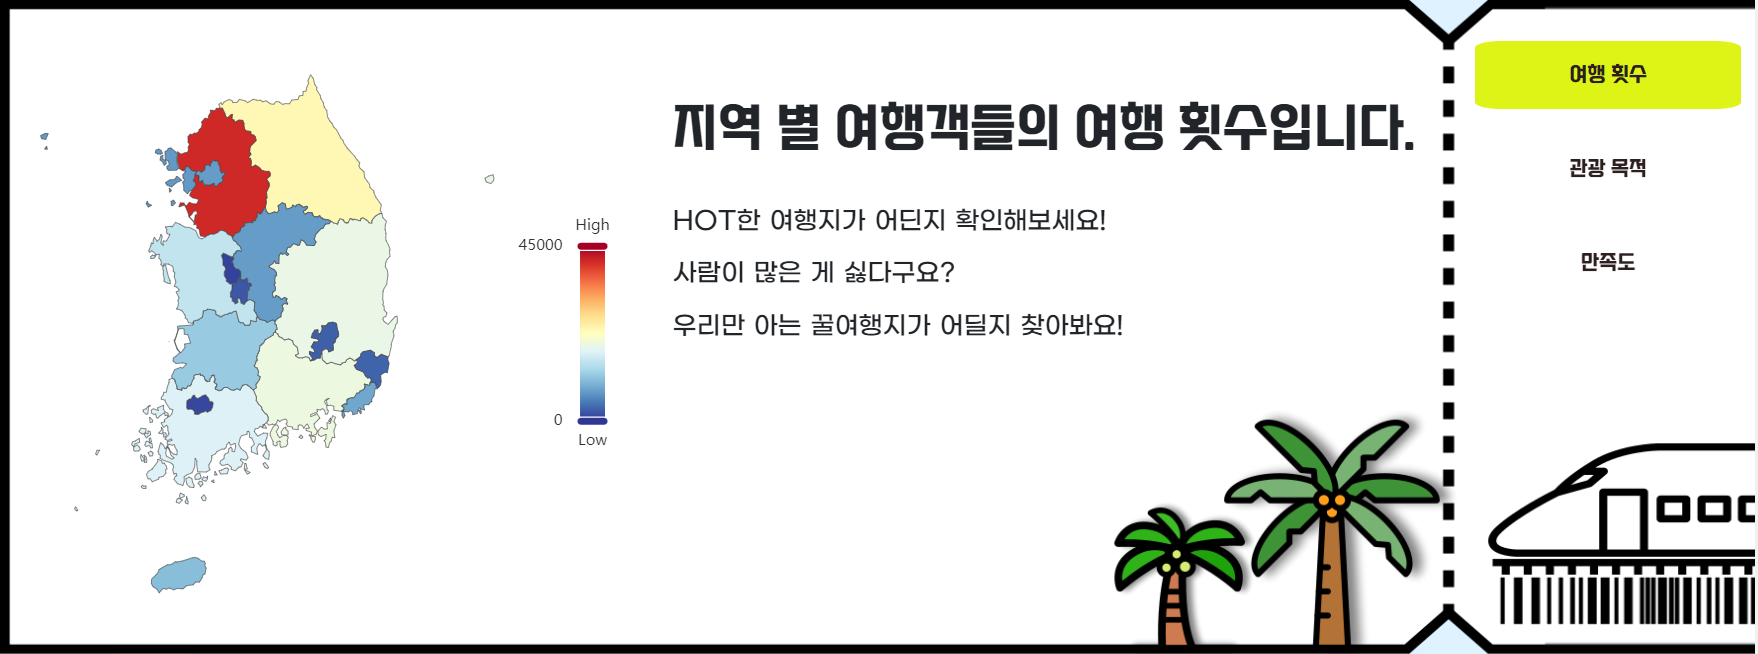 지역 별 여행객들의 여행 횟수입니다.
HOT한 여행지가 어딘지 확인해보세요!
사람이 많은 게 싫다구요?
우리만 아는 꿀여행지가 어딜지 찾아봐요!
High
45000
0
Low
여행 횟수
관광 목적
만족도